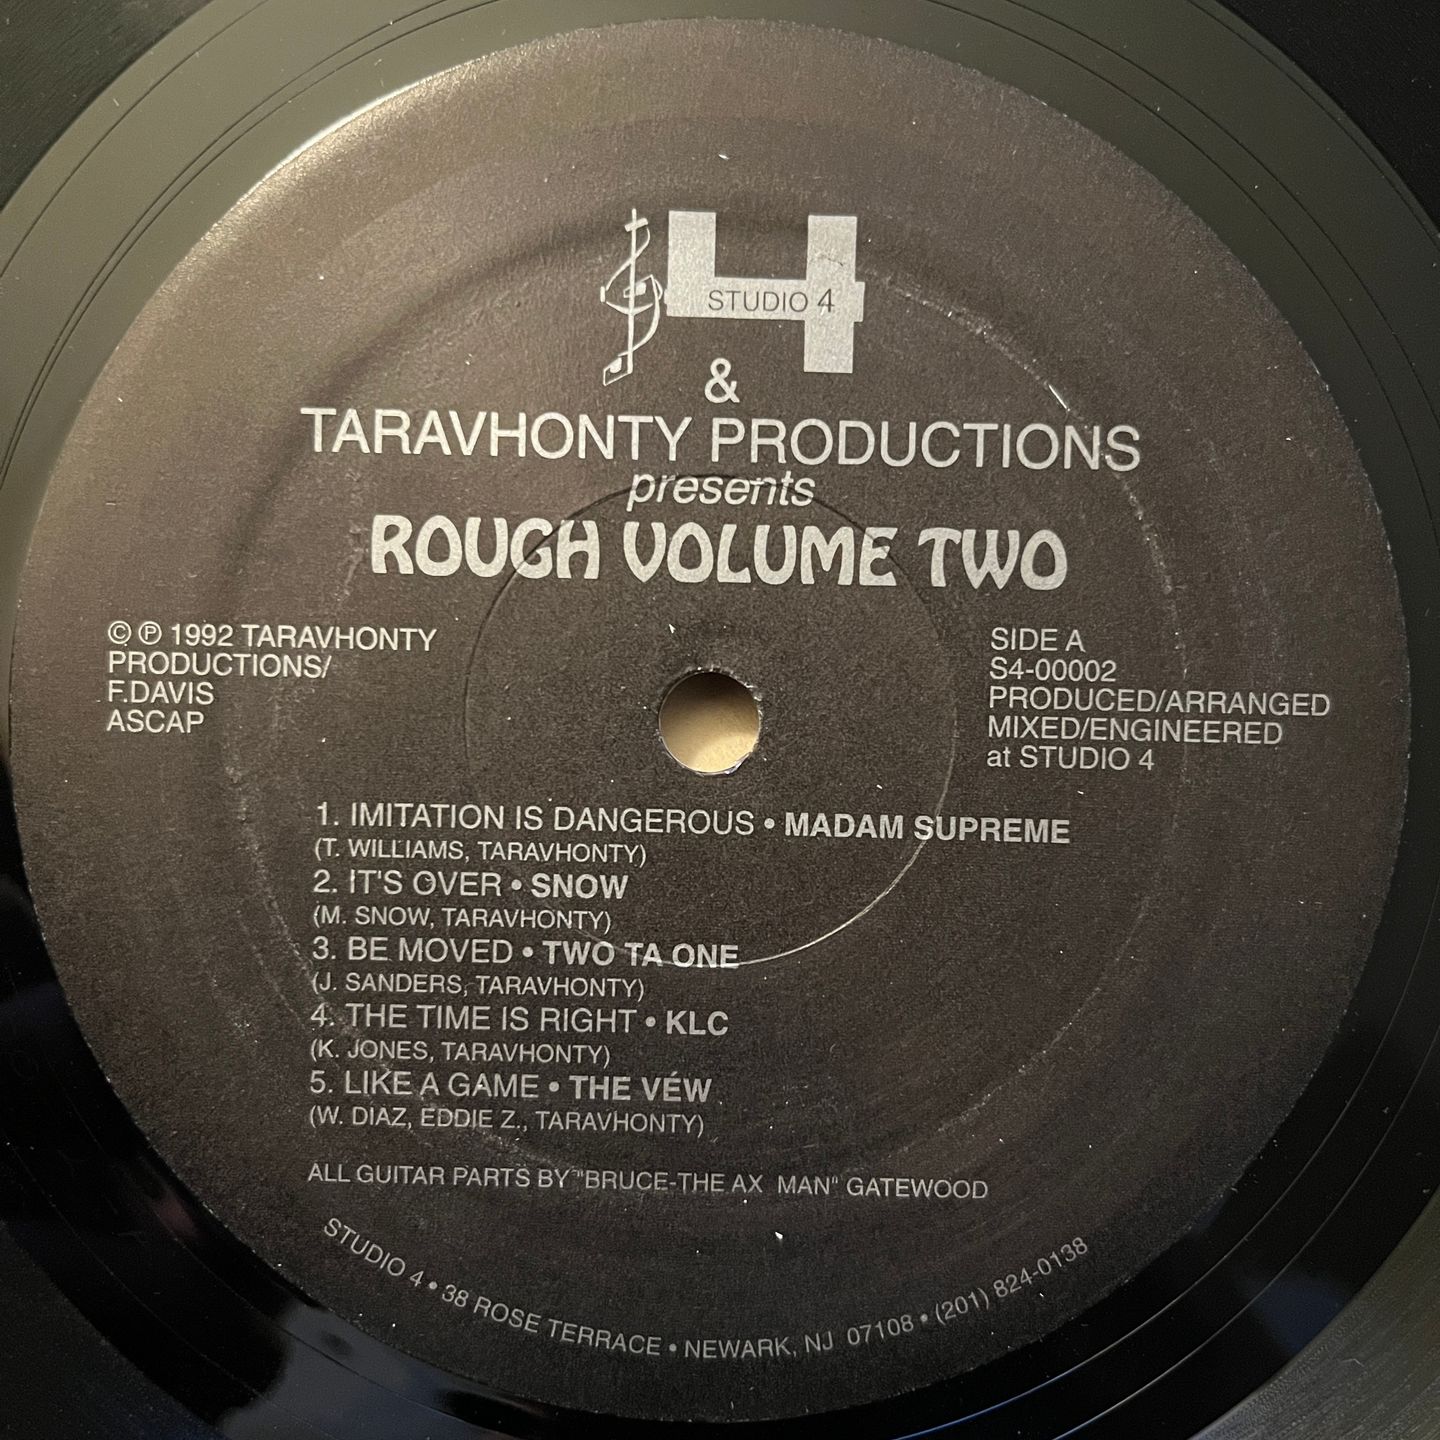 STUDIO 4
&
TARAVHONTY PRODUCTIONS
presents
ROUGH VOLUME TWO
© ℗ 1992 TARAVHONTY
PRODUCTIONS/
F.DAVIS
ASCAP
SIDE A
S4-00002
PRODUCED/ARRANGED
MIXED/ENGINEERED
at STUDIO 4
1. IMITATION IS DANGEROUS • MADAM SUPREME
(T. WILLIAMS, TARAVHONTY)
2. IT'S OVER • SNOW
(M. SNOW, TARAVHONTY)
3. BE MOVED • TWO TA ONE
(J. SANDERS, TARAVHONTY)
4. THE TIME IS RIGHT • KLC
(K. JONES, TARAVHONTY)
5. LIKE A GAME • THE VÉW
(W. DIAZ, EDDIE Z., TARAVHONTY)
ALL GUITAR PARTS BY "BRUCE-THE AX MAN" GATEWOOD
STUDIO 4 • 38 ROSE TERRACE • NEWARK, NJ 07108 • (201) 824-0138